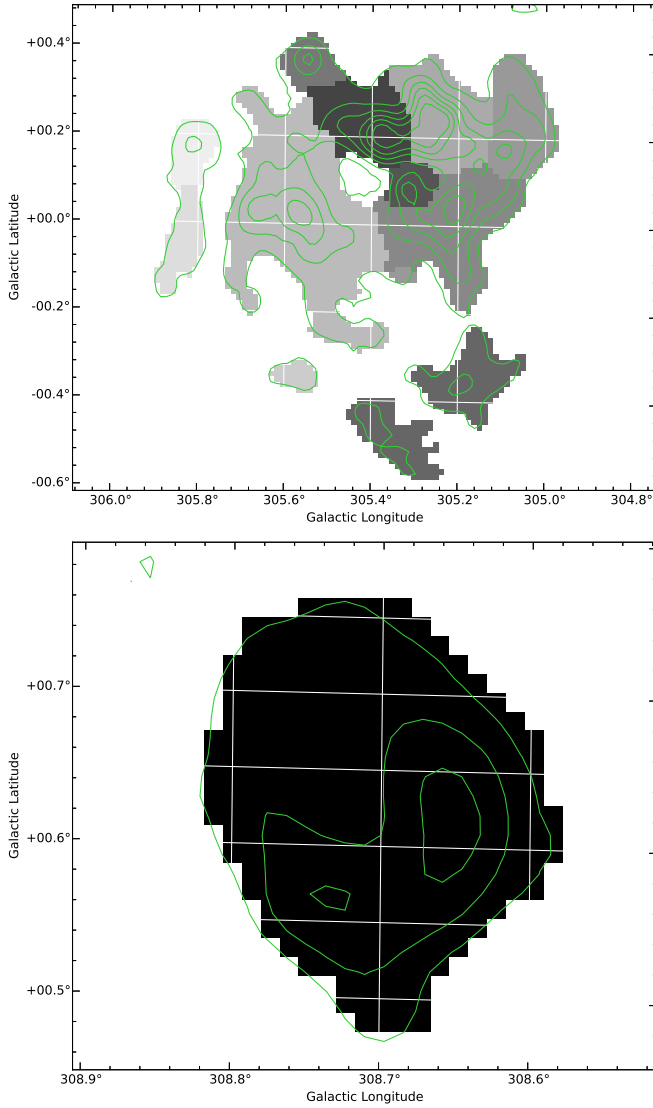 +00.4°
+00.2°
+00.0°
-00.2°
-00.4°
-00.6°
Galactic Latitude
306.0° 305.8° 305.6° 305.4° 305.2° 305.0° 304.8°
Galactic Longitude
+00.7°
+00.6°
+00.5°
Galactic Latitude
308.9° 308.8° 308.7° 308.6°
Galactic Longitude